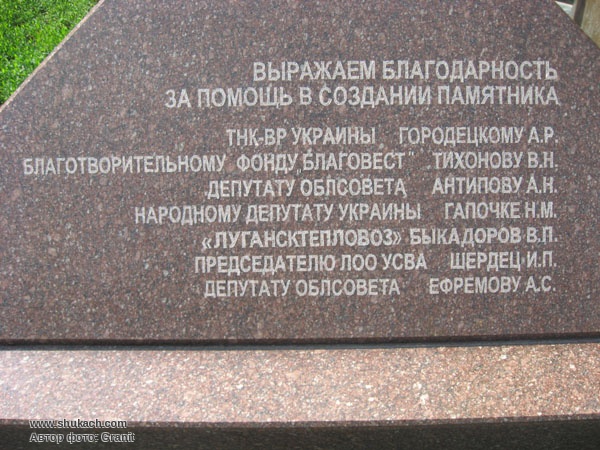 ВЫРАЖАЕМ БЛАГОДАРНОСТЬ
ЗА ПОМОЩЬ В СОЗДАНИИ ПАМЯТНИКА
ТНК-ВР УКРАИНЫ ГОРОДЕЦКОМУ А.Р.
БЛАГОТВОРИТЕЛЬНОМУ ФОНДУ „БЛАГОВЕСТ" ТИХОНОВУ В.Н.
ДЕПУТАТУ ОБЛСОВЕТА АНТИПОВУ А.Н.
НАРОДНОМУ ДЕПУТАТУ УКРАИНЫ ГАПОЧКЕ Н.М.
«ЛУГАНСКТЕПЛОВОЗ» БЫКАДОРОВ В.П.
ПРЕДСЕДАТЕЛЮ ЛОО УСВА ШЕРДЕЦ И.П.
ДЕПУТАТУ ОБЛСОВЕТА ЕФРЕМОВУ А.С.
www.shukach.com
Автор фото: Granit